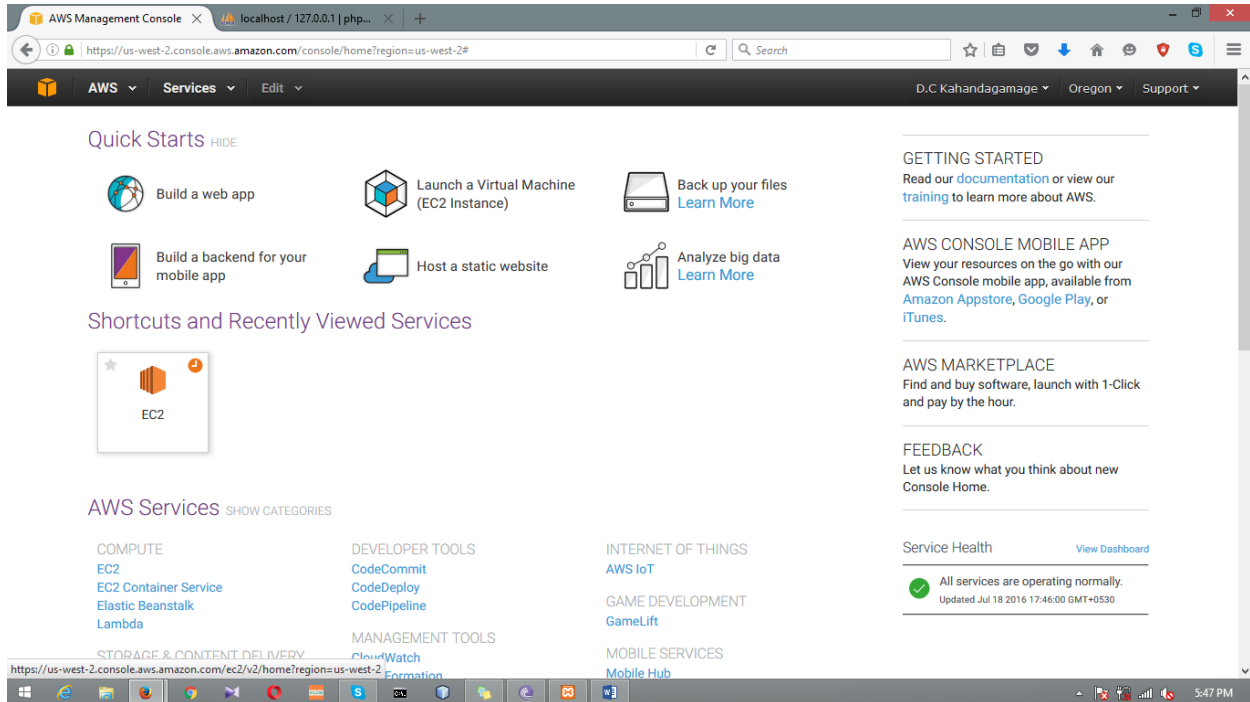 AWS Management Console
localhost / 127.0.0.1 | php...
https://us-west-2.console.aws.amazon.com/console/home?region=us-west-2#
Search
AWS
Services
Edit
D.C Kahandagamage
Oregon
Support
Quick Starts HIDE
Build a web app
Launch a Virtual Machine
(EC2 Instance)
Back up your files
Learn More
Build a backend for your
mobile app
Host a static website
Analyze big data
Learn More
Shortcuts and Recently Viewed Services
EC2
AWS Services SHOW CATEGORIES
COMPUTE
EC2
EC2 Container Service
Elastic Beanstalk
Lambda
STORAGE & CONTENT DELIVERY
DEVELOPER TOOLS
CodeCommit
CodeDeploy
CodePipeline
MANAGEMENT TOOLS
CloudWatch
Formation
INTERNET OF THINGS
AWS IoT
GAME DEVELOPMENT
GameLift
MOBILE SERVICES
Mobile Hub
GETTING STARTED
Read our documentation or view our
training to learn more about AWS.
AWS CONSOLE MOBILE APP
View your resources on the go with our
AWS Console mobile app, available from
Amazon Appstore, Google Play, or
iTunes.
AWS MARKETPLACE
Find and buy software, launch with 1-Click
and pay by the hour.
FEEDBACK
Let us know what you think about new
Console Home.
Service Health
View Dashboard
All services are operating normally.
Updated Jul 18 2016 17:46:00 GMT+0530
https://us-west-2.console.aws.amazon.com/ec2/v2/home?region=us-west-2
5:47 PM